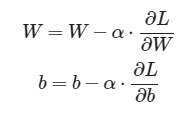 W = W − α · ∂L/∂W
b = b − α · ∂L/∂b